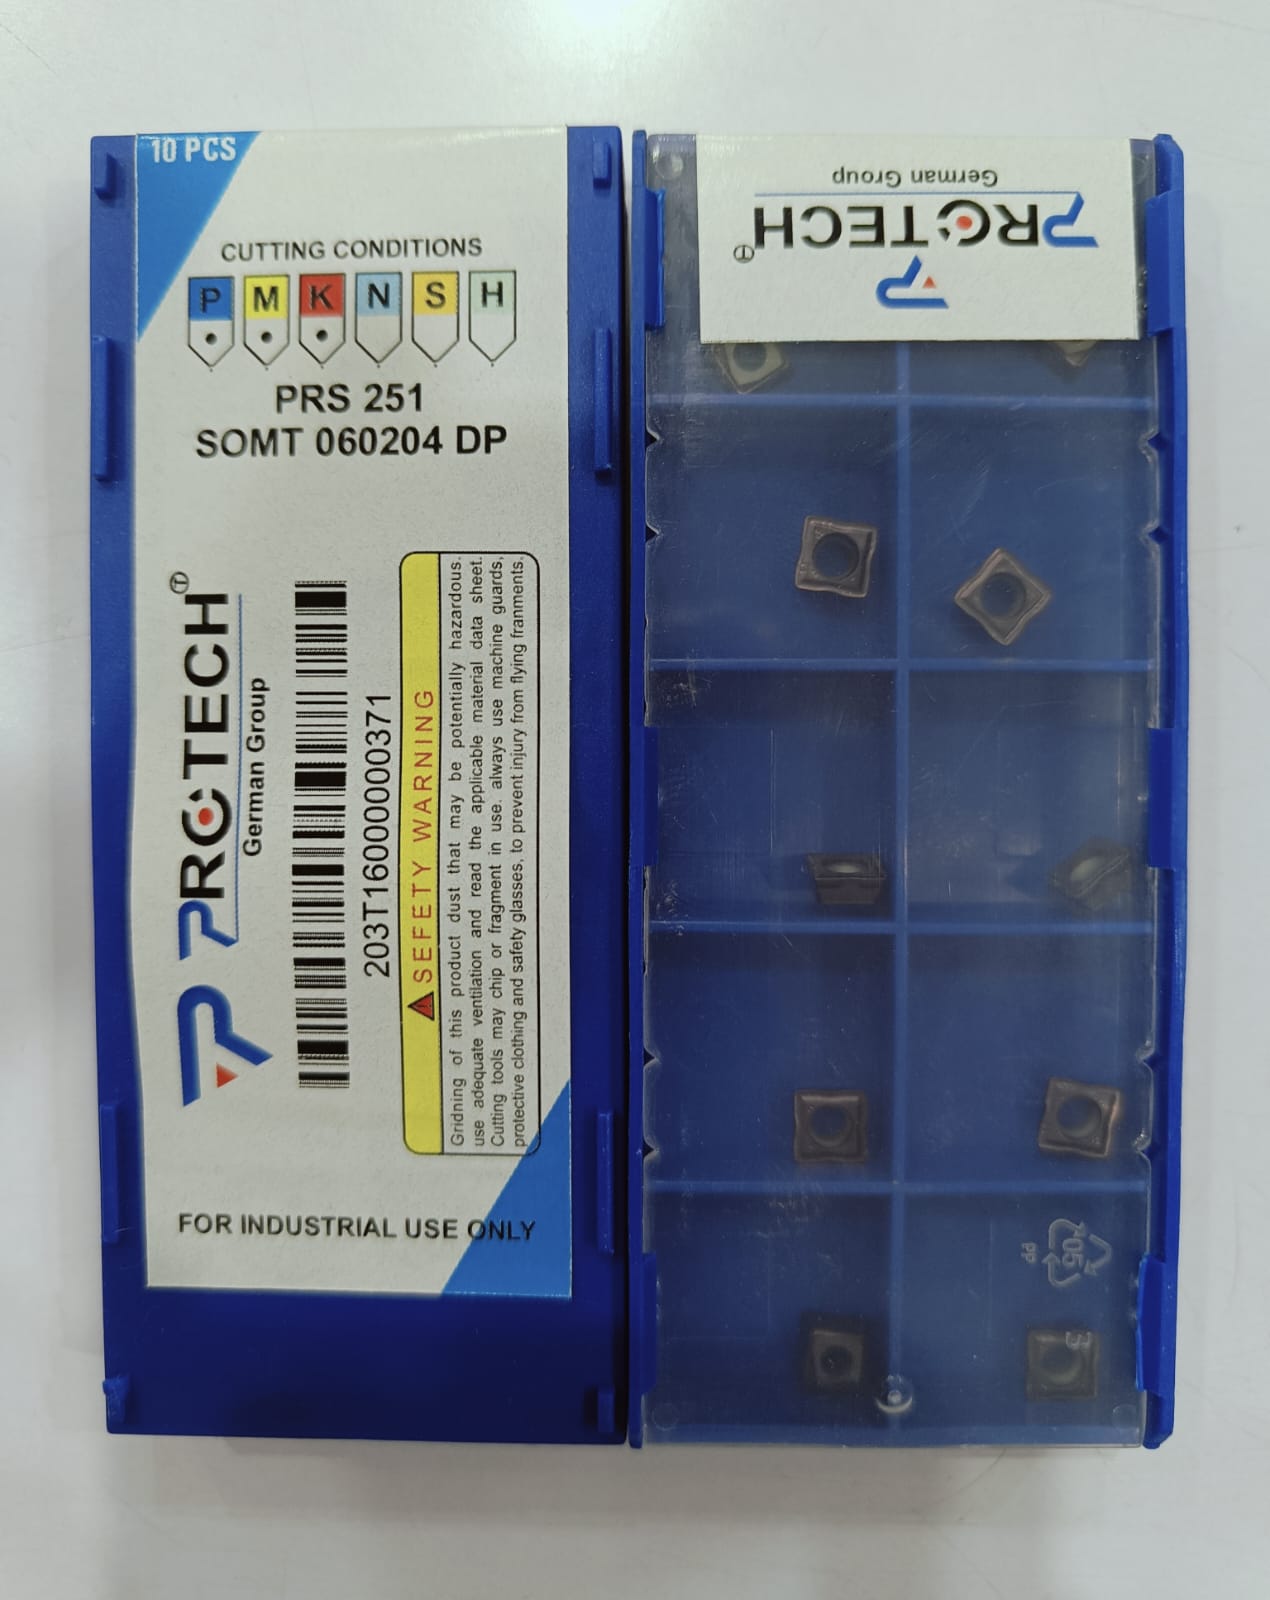 10 PCS
CUTTING CONDITIONS
P M K N S H
PRS 251
SOMT 060204 DP
PROTECH
German Group
203T16000000371
SEFETY WARNING
Gridning of this product dust that may be potentially hazardous.
use adequate ventilation and read the applicable material data sheet.
Cutting tools may chip or fragment in use. always use machine guards,
protective clothing and safety glasses, to prevent injury from flying franments.
FOR INDUSTRIAL USE ONLY
PROTECH
German Group
05
PP
3